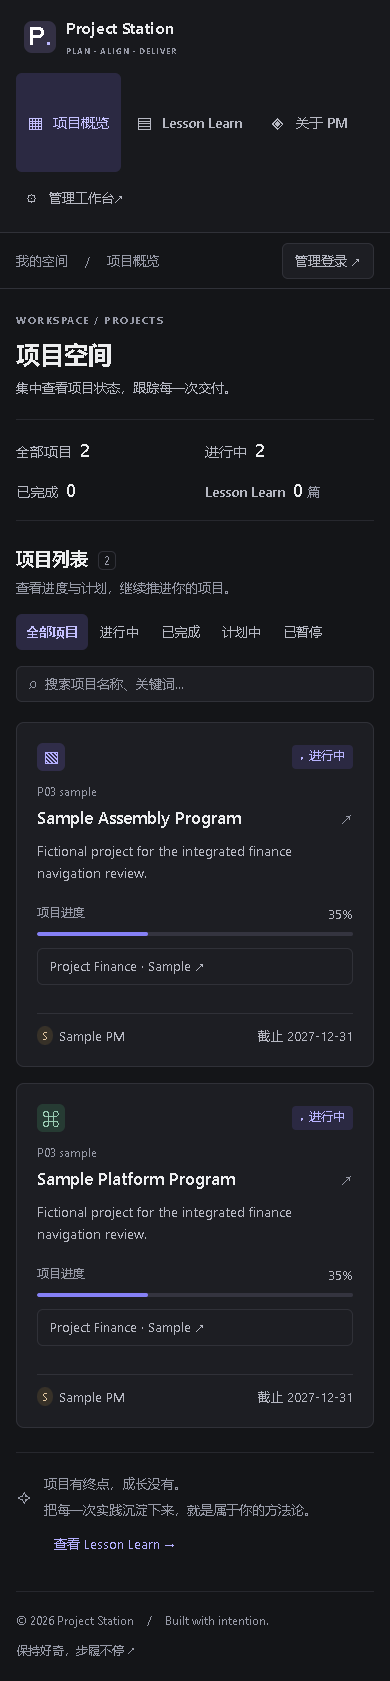 P.
Project Station
PLAN · ALIGN · DELIVER
项目概览
Lesson Learn
关于 PM
管理工作台↗
我的空间 / 项目概览
管理登录 ↗
WORKSPACE / PROJECTS
项目空间
集中查看项目状态，跟踪每一次交付。
全部项目 2
进行中 2
已完成 0
Lesson Learn 0 篇
项目列表 2
查看进度与计划，继续推进你的项目。
全部项目 进行中 已完成 计划中 已暂停
搜索项目名称、关键词...
进行中
P03 sample
Sample Assembly Program ↗
Fictional project for the integrated finance
navigation review.
项目进度 35%
Project Finance · Sample ↗
S Sample PM 截止 2027-12-31
进行中
P03 sample
Sample Platform Program ↗
Fictional project for the integrated finance
navigation review.
项目进度 35%
Project Finance · Sample ↗
S Sample PM 截止 2027-12-31
项目有终点，成长没有。
把每一次实践沉淀下来，就是属于你的方法论。
查看 Lesson Learn →
© 2026 Project Station / Built with intention.
保持好奇，步履不停 ↗